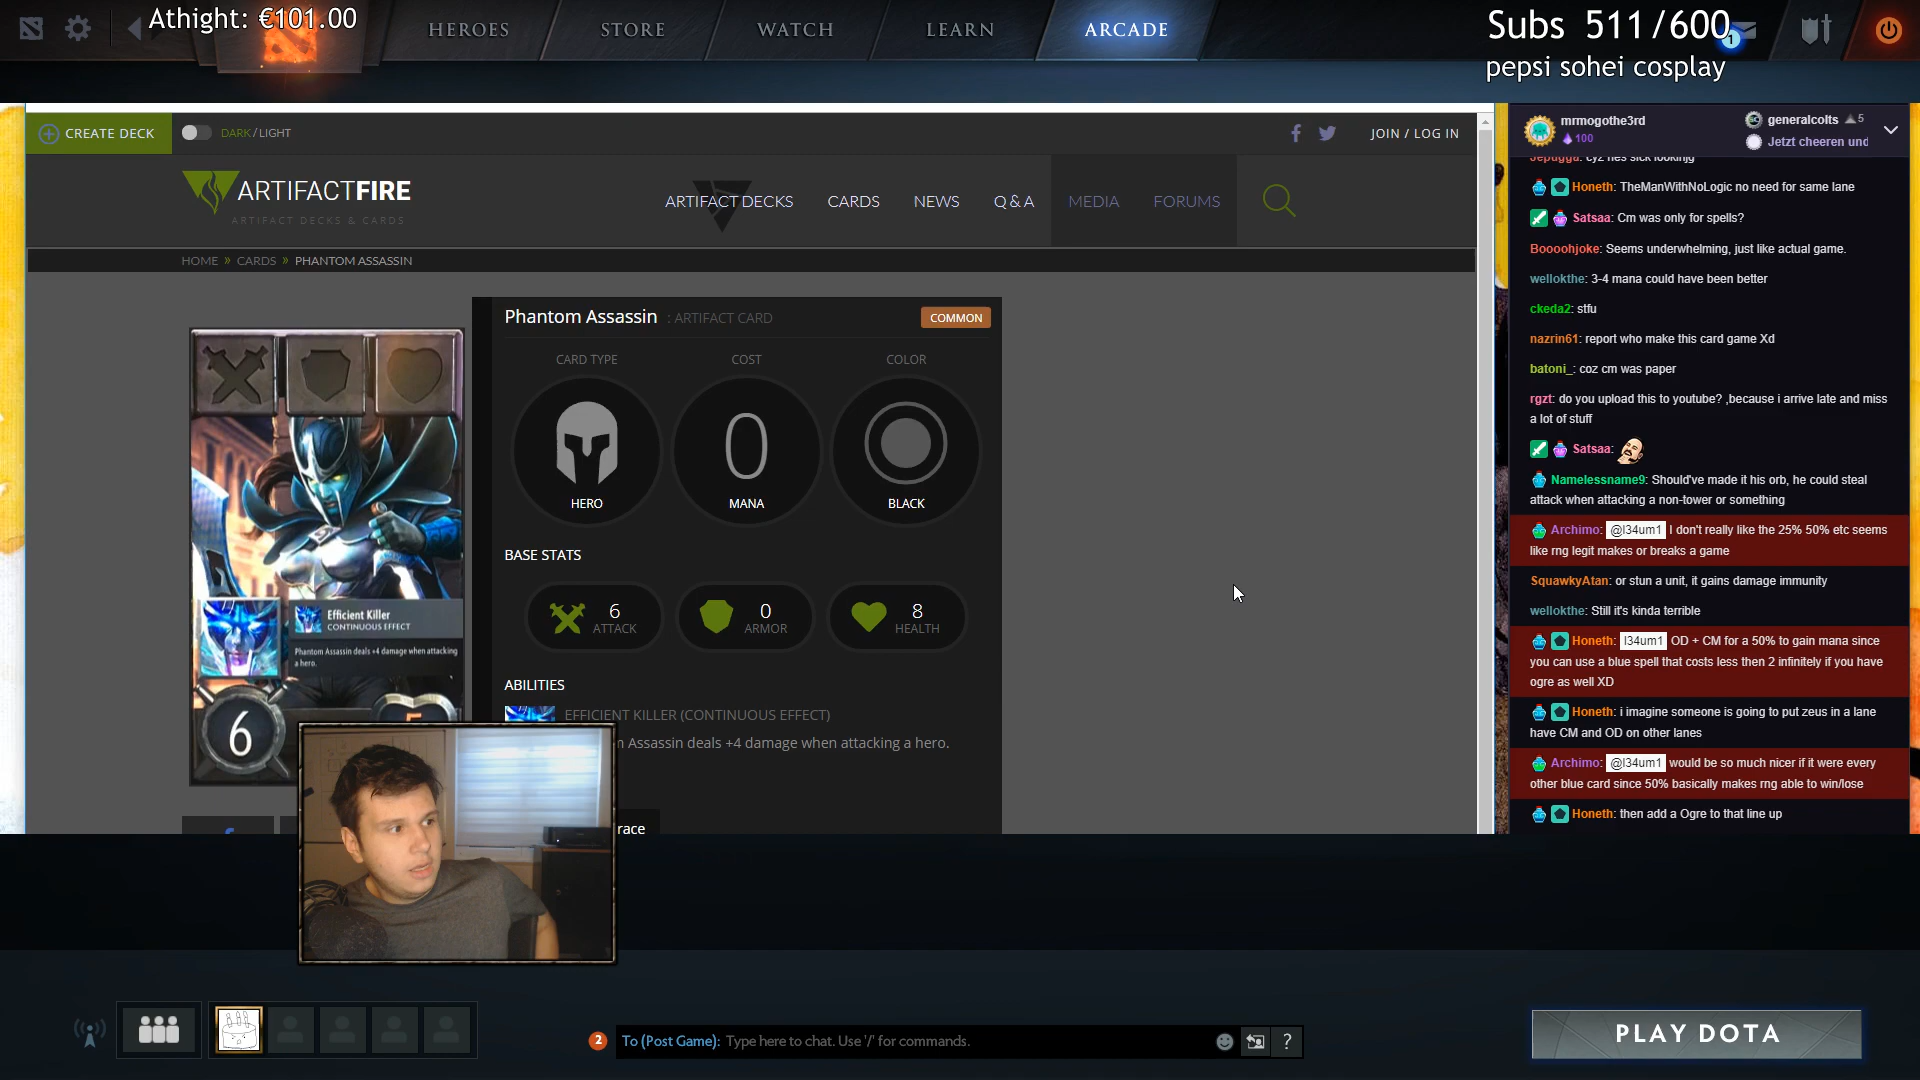 Athight: €101.00
HEROES
STORE
WATCH
LEARN
ARCADE
Subs 511/600
1
pepsi sohei cosplay
CREATE DECK
DARK / LIGHT
JOIN / LOG IN
ARTIFACTFIRE
ARTIFACT DECKS & CARDS
ARTIFACT DECKS
CARDS
NEWS
Q & A
MEDIA
FORUMS
HOME » CARDS » PHANTOM ASSASSIN
Phantom Assassin : ARTIFACT CARD
COMMON
CARD TYPE
COST
COLOR
0
HERO
MANA
BLACK
BASE STATS
6
ATTACK
0
ARMOR
8
HEALTH
ABILITIES
EFFICIENT KILLER (CONTINUOUS EFFECT)
m Assassin deals +4 damage when attacking a hero.
race
Efficient Killer
CONTINUOUS EFFECT
Phantom Assassin deals +4 damage when attacking
a hero.
6
mrmogothe3rd
100
generalcolts 5
Jetzt cheeren und
Jepugga: cyz hes sick looking
Honeth: TheManWithNoLogic no need for same lane
Satsaa: Cm was only for spells?
Boooohjoke: Seems underwhelming, just like actual game.
wellokthe: 3-4 mana could have been better
ckeda2: stfu
nazrin61: report who make this card game Xd
batoni_: coz cm was paper
rgzt: do you upload this to youtube? ,because i arrive late and miss
a lot of stuff
Satsaa:
Namelessname9: Should've made it his orb, he could steal
attack when attacking a non-tower or something
Archimo: @l34um1 I don't really like the 25% 50% etc seems
like rng legit makes or breaks a game
SquawkyAtan: or stun a unit, it gains damage immunity
wellokthe: Still it's kinda terrible
Honeth: l34um1 OD + CM for a 50% to gain mana since
you can use a blue spell that costs less then 2 infinitely if you have
ogre as well XD
Honeth: i imagine someone is going to put zeus in a lane
have CM and OD on other lanes
Archimo: @l34um1 would be so much nicer if it were every
other blue card since 50% basically makes rng able to win/lose
Honeth: then add a Ogre to that line up
2
To (Post Game): Type here to chat. Use '/' for commands.
?
PLAY DOTA